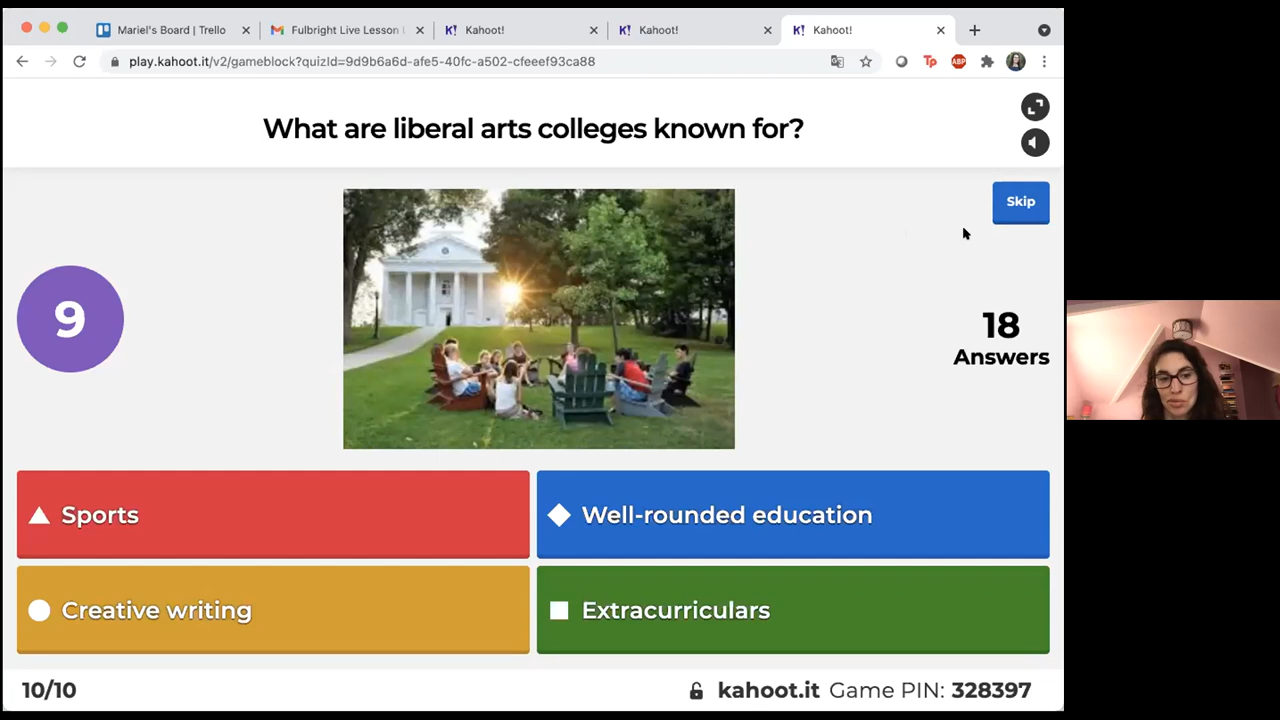 Mariel's Board | Trello
Fulbright Live Lesson
K! Kahoot!
K! Kahoot!
K! Kahoot!
play.kahoot.it/v2/gameblock?quizId=9d9b6a6d-afe5-40fc-a502-cfeeef93ca88
Tp
ABP
What are liberal arts colleges known for?
Skip
9
18
Answers
Sports
Well-rounded education
Creative writing
Extracurriculars
10/10
kahoot.it Game PIN: 328397